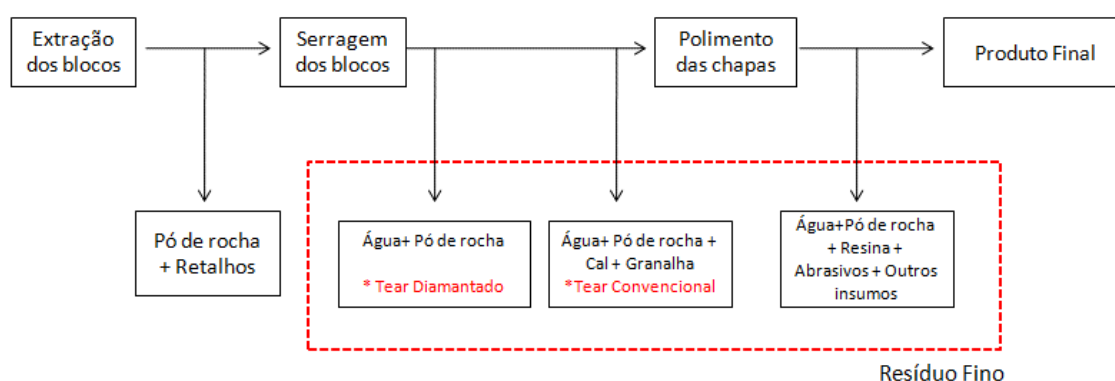 Extração
dos blocos
Serragem
dos blocos
Polimento
das chapas
Produto Final
Pó de rocha
+ Retalhos
Água+ Pó de rocha
* Tear Diamantado
Água+ Pó de rocha +
Cal + Granalha
*Tear Convencional
Água+Pó de rocha
+ Resina +
Abrasivos + Outros
insumos
Resíduo Fino